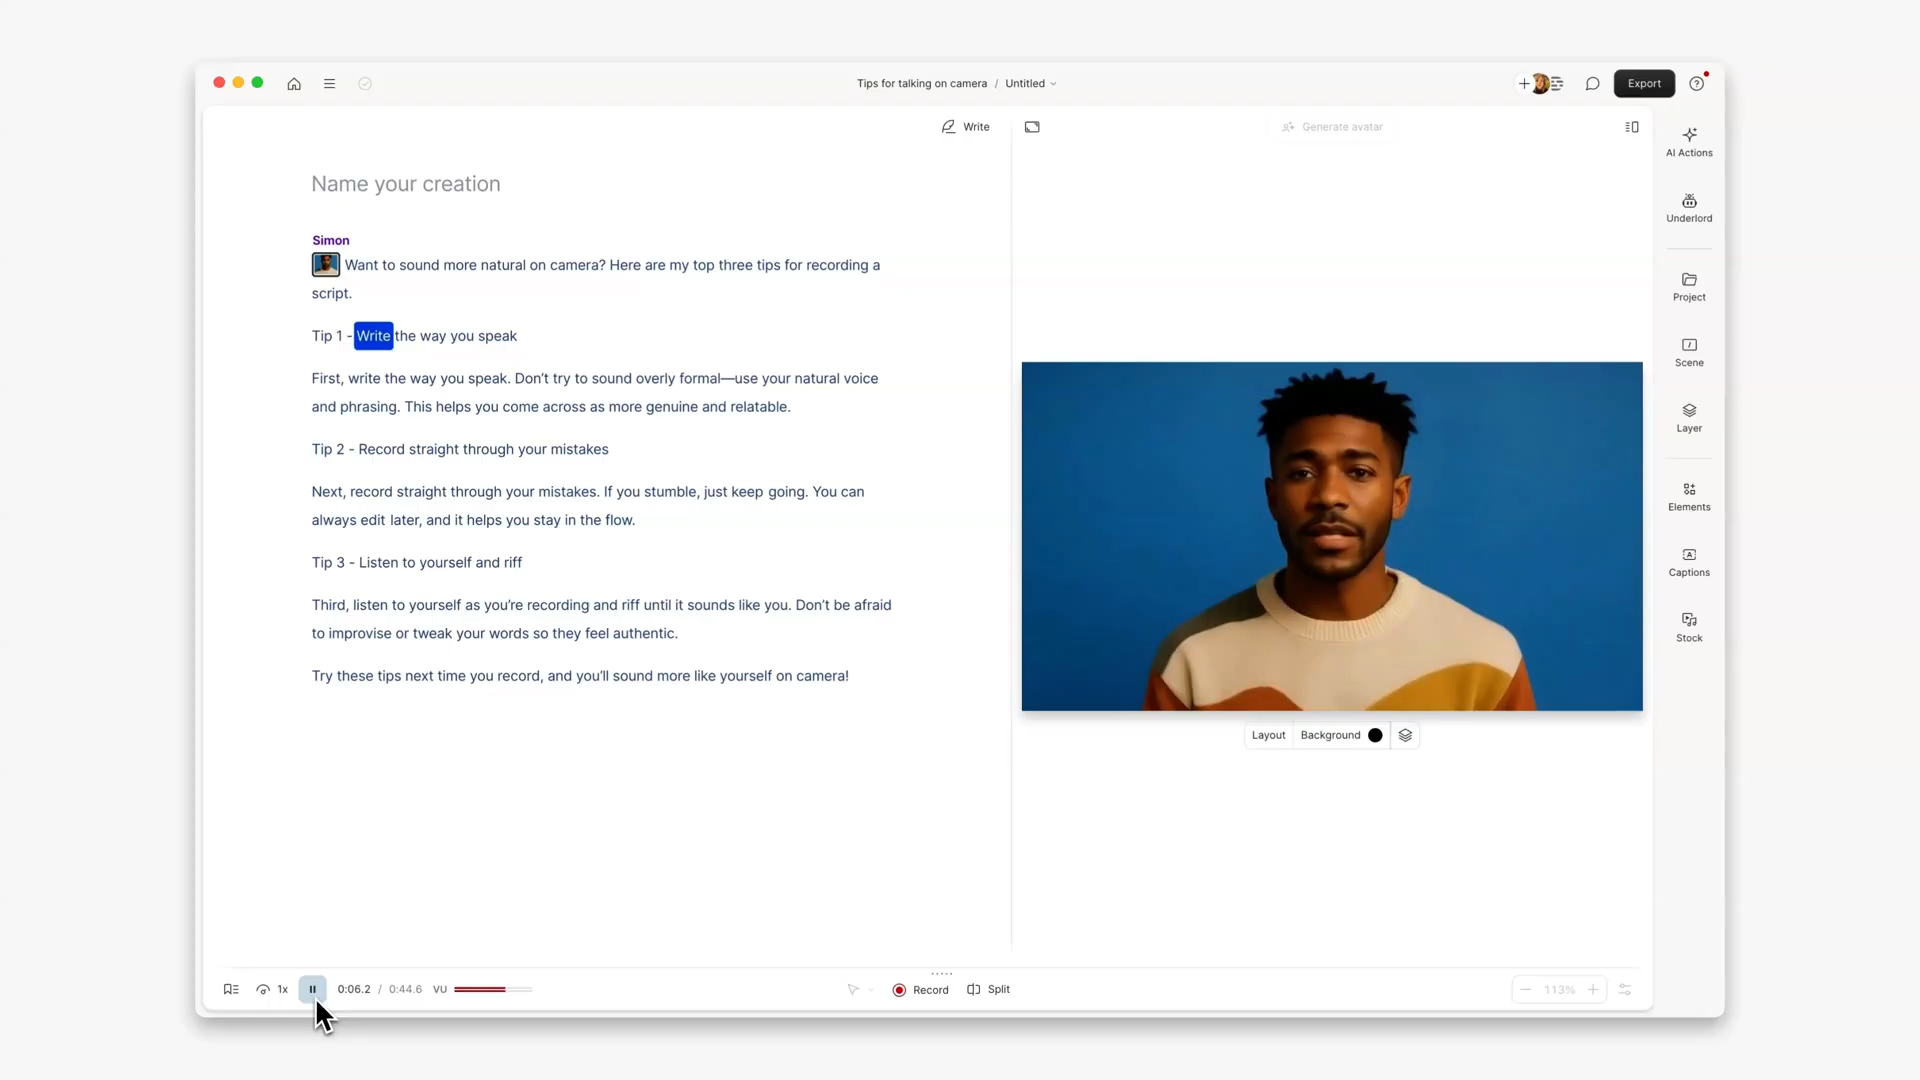 Tips for talking on camera / Untitled
Export
Write
Generate avatar
Name your creation
Simon
Want to sound more natural on camera? Here are my top three tips for recording a
script.
Tip 1 - Write the way you speak
First, write the way you speak. Don’t try to sound overly formal—use your natural voice
and phrasing. This helps you come across as more genuine and relatable.
Tip 2 - Record straight through your mistakes
Next, record straight through your mistakes. If you stumble, just keep going. You can
always edit later, and it helps you stay in the flow.
Tip 3 - Listen to yourself and riff
Third, listen to yourself as you’re recording and riff until it sounds like you. Don’t be afraid
to improvise or tweak your words so they feel authentic.
Try these tips next time you record, and you’ll sound more like yourself on camera!
Layout Background
AI Actions
Underlord
Project
Scene
Layer
Elements
Captions
Stock
1x 0:06.2 / 0:44.6 VU Record Split 113%